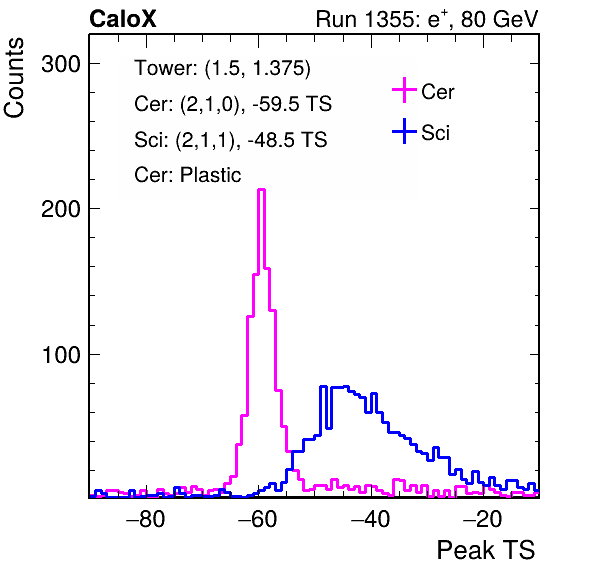 CaloX Run 1355: e⁺, 80 GeV
Counts
300
200
100
Tower: (1.5, 1.375)
Cer: (2,1,0), -59.5 TS
Sci: (2,1,1), -48.5 TS
Cer: Plastic
Cer
Sci
−80 −60 −40 −20
Peak TS